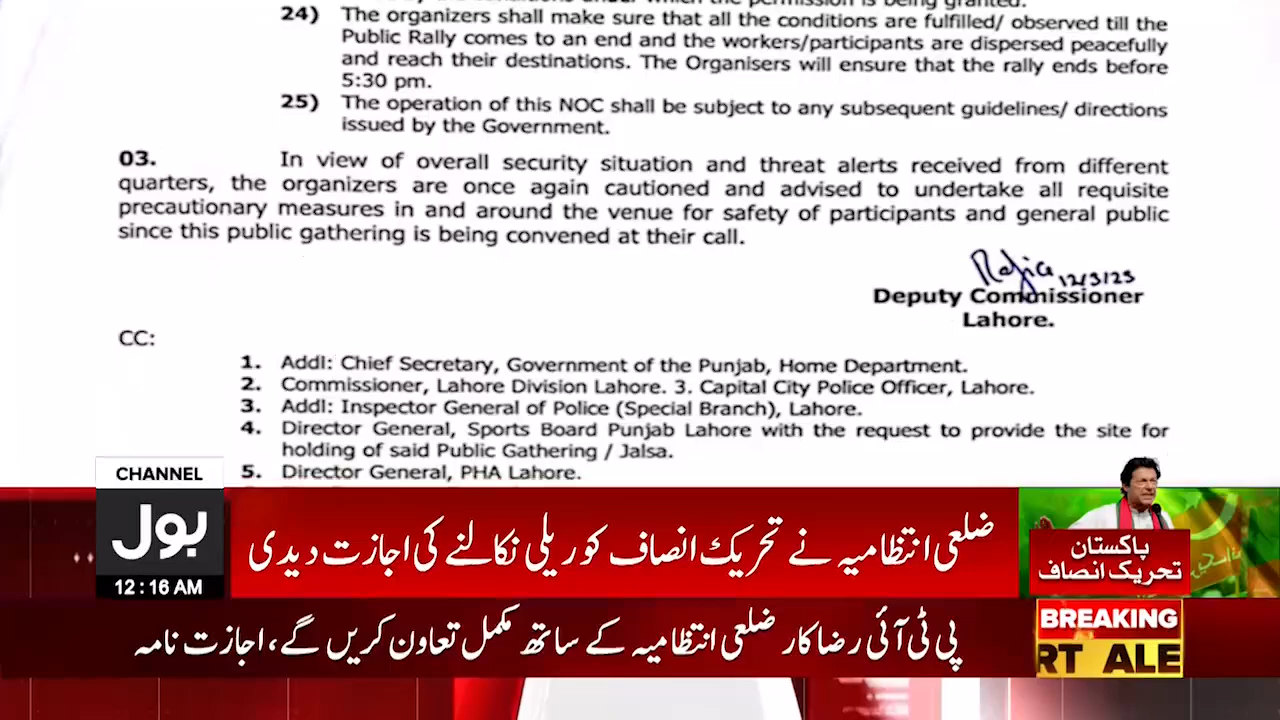 24) The organizers shall make sure that all the conditions are fulfilled/ observed till the
Public Rally comes to an end and the workers/participants are dispersed peacefully
and reach their destinations. The Organisers will ensure that the rally ends before
5:30 pm.
25) The operation of this NOC shall be subject to any subsequent guidelines/ directions
issued by the Government.
03. In view of overall security situation and threat alerts received from different
quarters, the organizers are once again cautioned and advised to undertake all requisite
precautionary measures in and around the venue for safety of participants and general public
since this public gathering is being convened at their call.
12/3/23
Deputy Commissioner
Lahore.
CC:
1. Addl: Chief Secretary, Government of the Punjab, Home Department.
2. Commissioner, Lahore Division Lahore. 3. Capital City Police Officer, Lahore.
3. Addl: Inspector General of Police (Special Branch), Lahore.
4. Director General, Sports Board Punjab Lahore with the request to provide the site for
holding of said Public Gathering / Jalsa.
5. Director General, PHA Lahore.
CHANNEL
بول
12:16 AM
ضلعی انتظامیہ نے تحریک انصاف کو ریلی نکالنے کی اجازت دیدی
پاکستان
تحریک انصاف
پی ٹی آئی رضاکار ضلعی انتظامیہ کے ساتھ مکمل تعاون کریں گے، اجازت نامہ
BREAKING
RT ALE